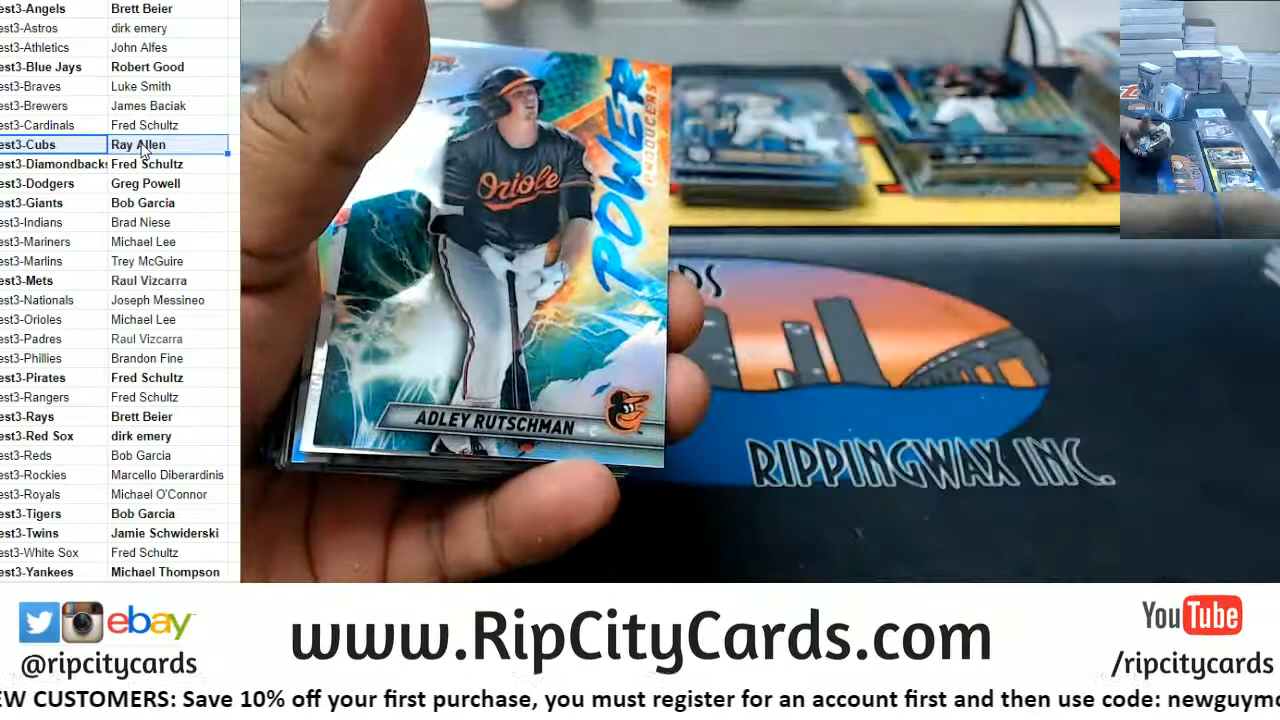 est3-Angels Brett Beier
est3-Astros dirk emery
est3-Athletics John Alfes
est3-Blue Jays Robert Good
est3-Braves Luke Smith
est3-Brewers James Baciak
est3-Cardinals Fred Schultz
est3-Cubs Ray Allen
est3-Diamondbacks Fred Schultz
est3-Dodgers Greg Powell
est3-Giants Bob Garcia
est3-Indians Brad Niese
est3-Mariners Michael Lee
est3-Marlins Trey McGuire
est3-Mets Raul Vizcarra
est3-Nationals Joseph Messineo
est3-Orioles Michael Lee
est3-Padres Raul Vizcarra
est3-Phillies Brandon Fine
est3-Pirates Fred Schultz
est3-Rangers Fred Schultz
est3-Rays Brett Beier
est3-Red Sox dirk emery
est3-Reds Bob Garcia
est3-Rockies Marcello Diberardinis
est3-Royals Michael O'Connor
est3-Tigers Bob Garcia
est3-Twins Jamie Schwiderski
est3-White Sox Fred Schultz
est3-Yankees Michael Thompson
POWER
PRODUCERS
Oriole
ADLEY RUTSCHMAN C
RDS
RIPPINGWAX INC.
ebay
@ripcitycards
www.RipCityCards.com
YouTube
/ripcitycards
EW CUSTOMERS: Save 10% off your first purchase, you must register for an account first and then use code: newguymo